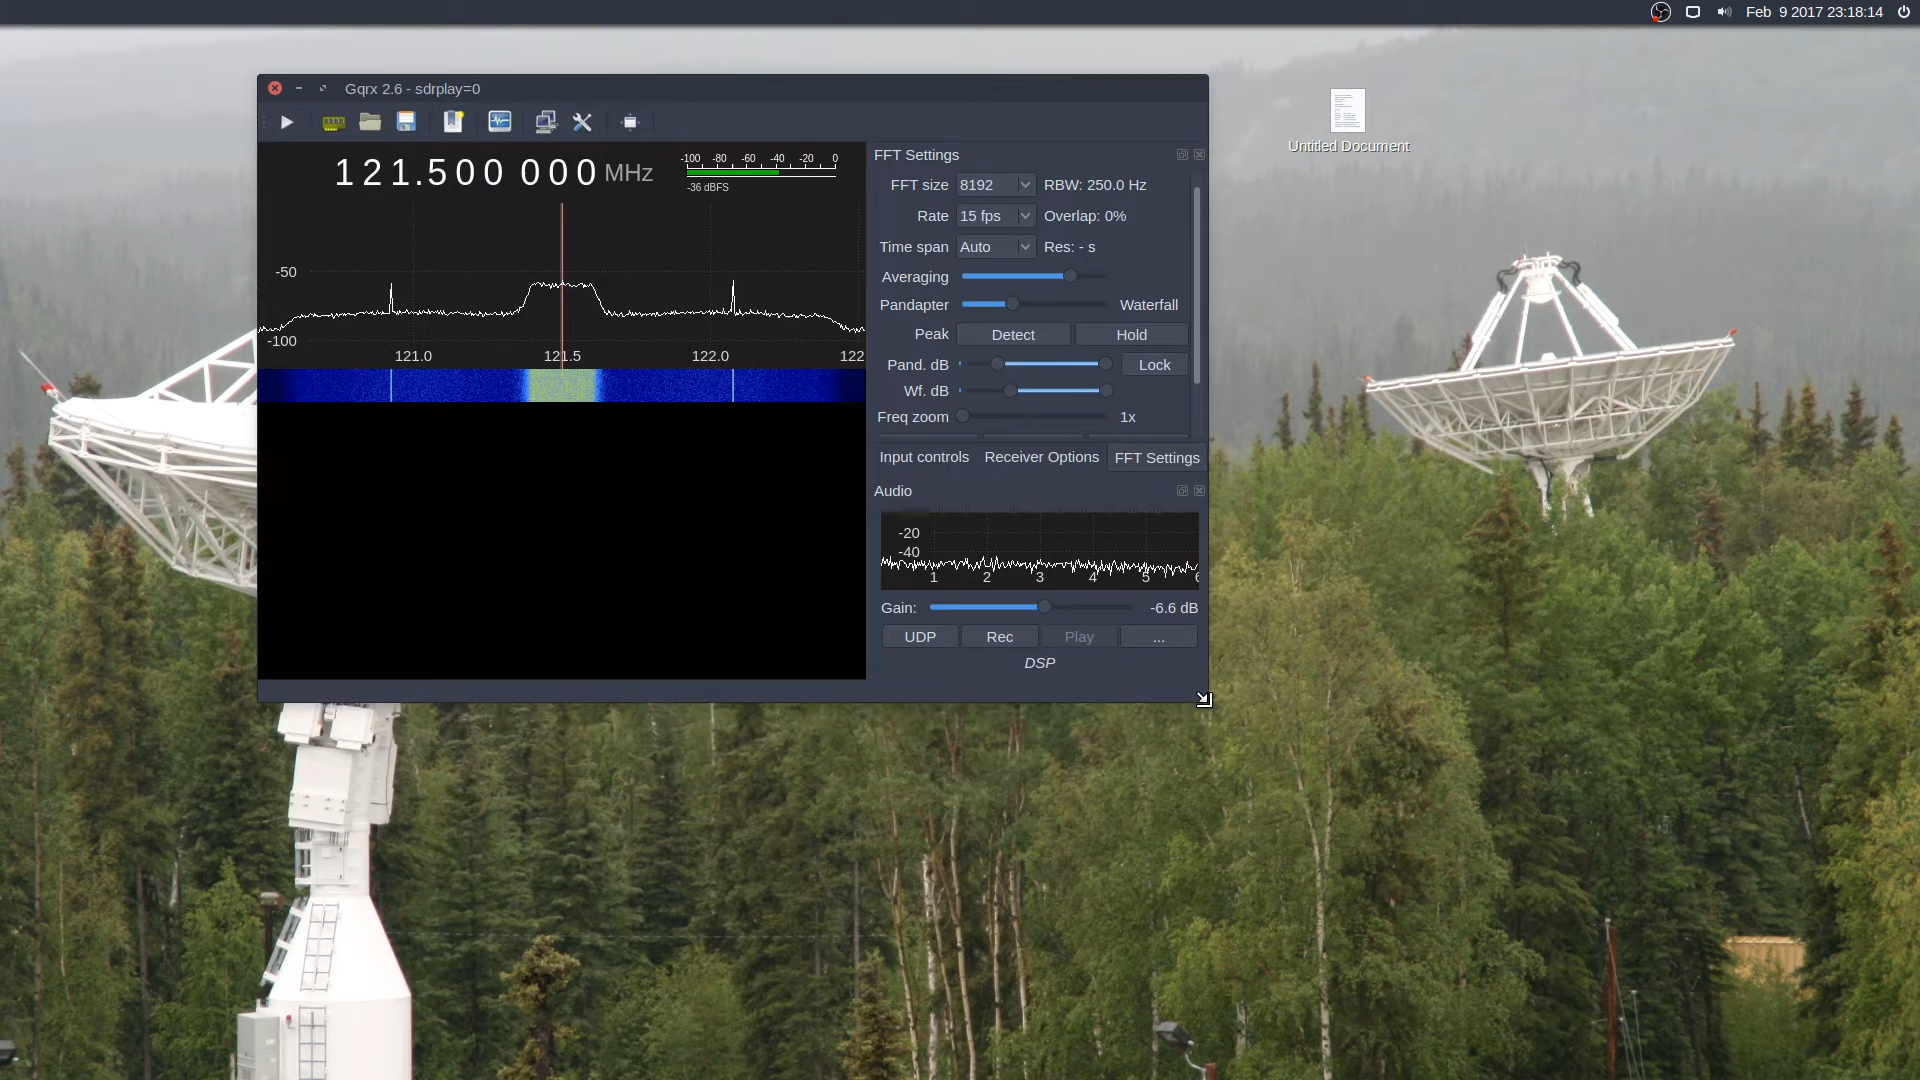 Feb 9 2017 23:18:14
Gqrx 2.6 - sdrplay=0
Untitled Document
121.500 000 MHz
-100 -80 -60 -40 -20 0
-36 dBFS
-50
-100
121.0 121.5 122.0 122
FFT Settings
FFT size 8192 RBW: 250.0 Hz
Rate 15 fps Overlap: 0%
Time span Auto Res: - s
Averaging
Pandapter Waterfall
Peak Detect Hold
Pand. dB Lock
Wf. dB
Freq zoom 1x
Input controls Receiver Options FFT Settings
Audio
-20
-40
1 2 3 4 5 6
Gain: -6.6 dB
UDP Rec Play ...
DSP